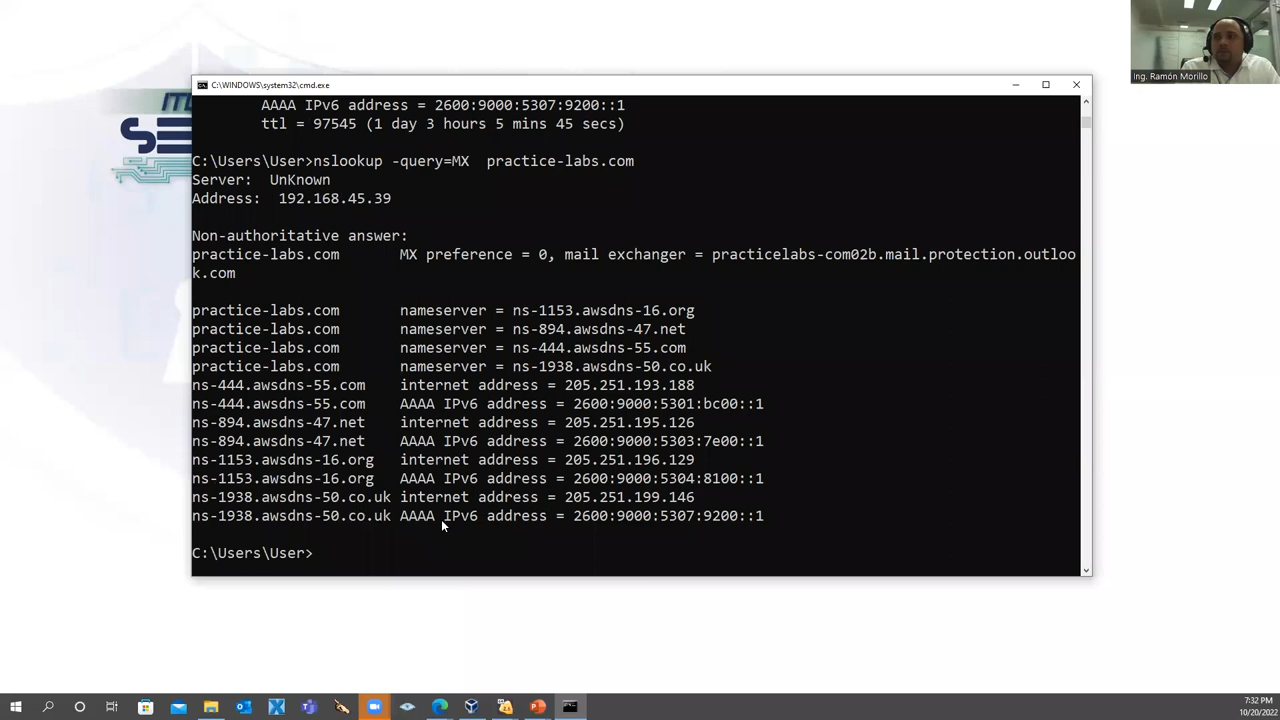 Ing. Ramón Morillo
C:\WINDOWS\system32\cmd.exe
AAAA IPv6 address = 2600:9000:5307:9200::1
ttl = 97545 (1 day 3 hours 5 mins 45 secs)
C:\Users\User>nslookup -query=MX  practice-labs.com
Server:  UnKnown
Address:  192.168.45.39
Non-authoritative answer:
practice-labs.com       MX preference = 0, mail exchanger = practicelabs-com02b.mail.protection.outloo
k.com
practice-labs.com       nameserver = ns-1153.awsdns-16.org
practice-labs.com       nameserver = ns-894.awsdns-47.net
practice-labs.com       nameserver = ns-444.awsdns-55.com
practice-labs.com       nameserver = ns-1938.awsdns-50.co.uk
ns-444.awsdns-55.com    internet address = 205.251.193.188
ns-444.awsdns-55.com    AAAA IPv6 address = 2600:9000:5301:bc00::1
ns-894.awsdns-47.net    internet address = 205.251.195.126
ns-894.awsdns-47.net    AAAA IPv6 address = 2600:9000:5303:7e00::1
ns-1153.awsdns-16.org   internet address = 205.251.196.129
ns-1153.awsdns-16.org   AAAA IPv6 address = 2600:9000:5304:8100::1
ns-1938.awsdns-50.co.uk internet address = 205.251.199.146
ns-1938.awsdns-50.co.uk AAAA IPv6 address = 2600:9000:5307:9200::1
C:\Users\User>
7:32 PM
10/20/2022